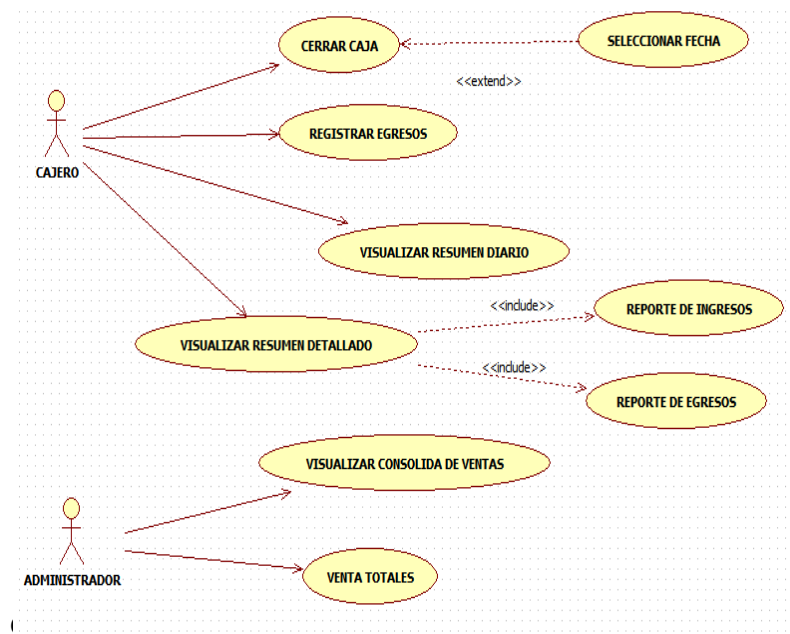 CERRAR CAJA
SELECCIONAR FECHA
<<extend>>
REGISTRAR EGRESOS
CAJERO
VISUALIZAR RESUMEN DIARIO
<<include>>
REPORTE DE INGRESOS
VISUALIZAR RESUMEN DETALLADO
<<include>>
REPORTE DE EGRESOS
VISUALIZAR CONSOLIDA DE VENTAS
ADMINISTRADOR
VENTA TOTALES